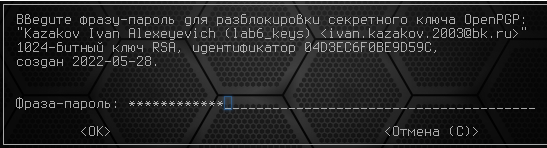 Введите фразу-пароль для разблокировки секретного ключа OpenPGP:
"Kazakov Ivan Alexeyevich (lab6_keys) <ivan.kazakov.2003@bk.ru>"
1024-битный ключ RSA, идентификатор 04D3EC6F0BE9D59C,
создан 2022-05-28.
Фраза-пароль: ************________________________________________
<OK> <Отмена (C)>